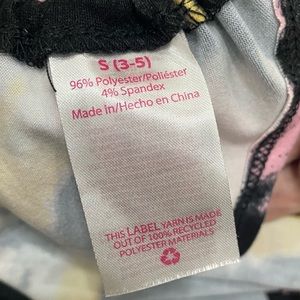 S (3-5)
96% Polyester/Poliéster
4% Spandex
Made in/Hecho en China
THIS LABEL YARN IS MADE
OUT OF 100% RECYCLED
POLYESTER MATERIALS